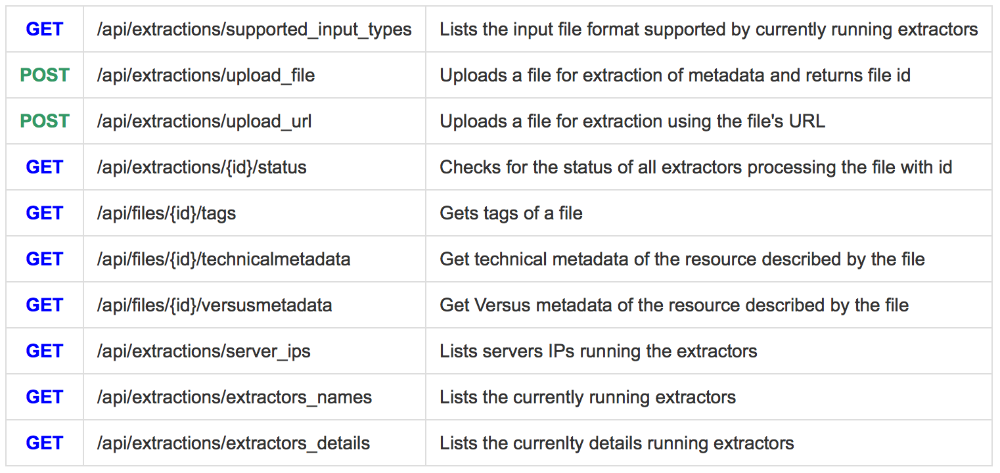 GET /api/extractions/supported_input_types Lists the input file format supported by currently running extractors
POST /api/extractions/upload_file Uploads a file for extraction of metadata and returns file id
POST /api/extractions/upload_url Uploads a file for extraction using the file's URL
GET /api/extractions/{id}/status Checks for the status of all extractors processing the file with id
GET /api/files/{id}/tags Gets tags of a file
GET /api/files/{id}/technicalmetadata Get technical metadata of the resource described by the file
GET /api/files/{id}/versusmetadata Get Versus metadata of the resource described by the file
GET /api/extractions/server_ips Lists servers IPs running the extractors
GET /api/extractions/extractors_names Lists the currently running extractors
GET /api/extractions/extractors_details Lists the currenlty details running extractors